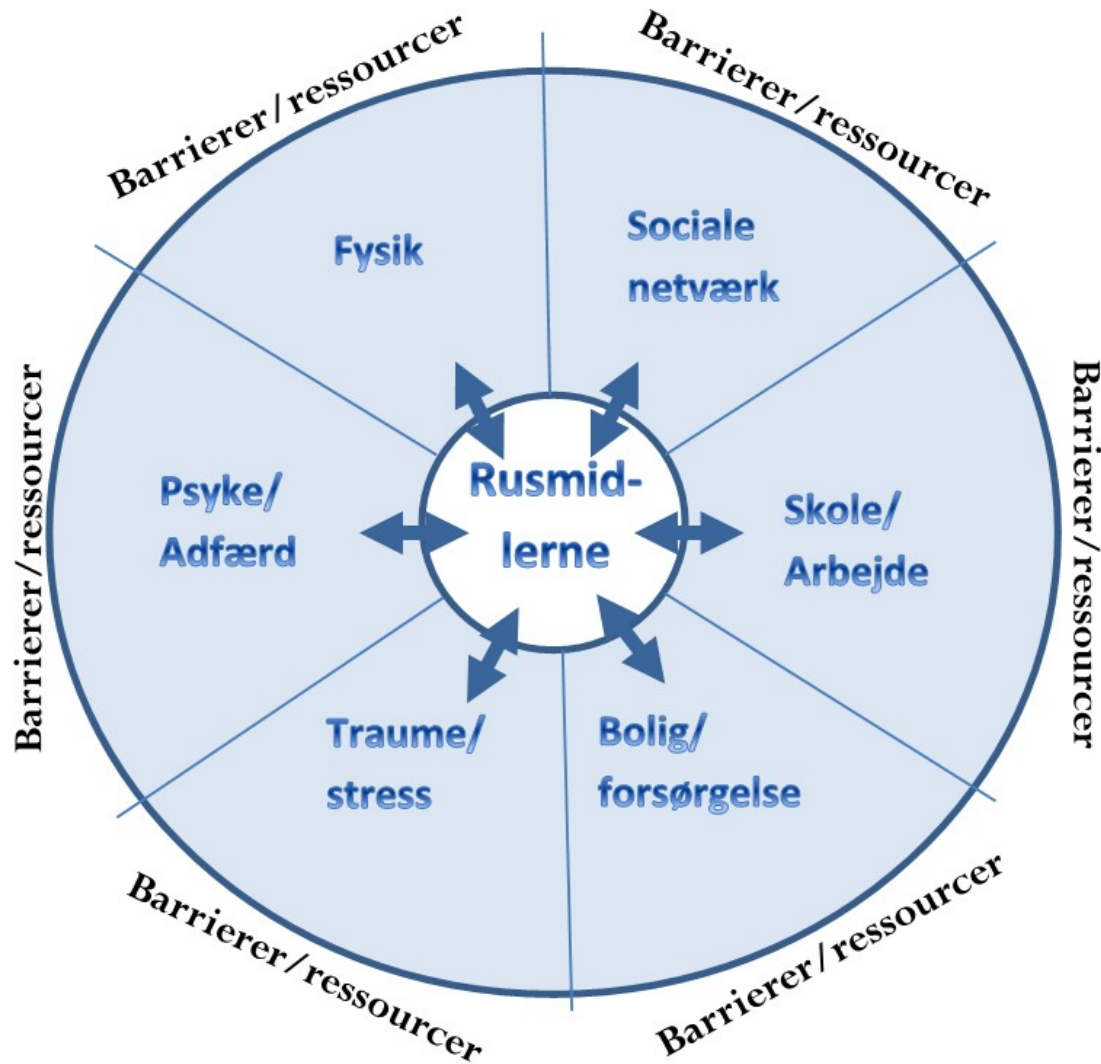 Barrierer/ressourcer
Barrierer/ressourcer
Fysik
Sociale
netværk
Barrierer/ressourcer
Barrierer/ressourcer
Psyke/
Adfærd
Rusmid-
lerne
Skole/
Arbejde
Traume/
stress
Bolig/
forsørgelse
Barrierer/ressourcer
Barrierer/ressourcer